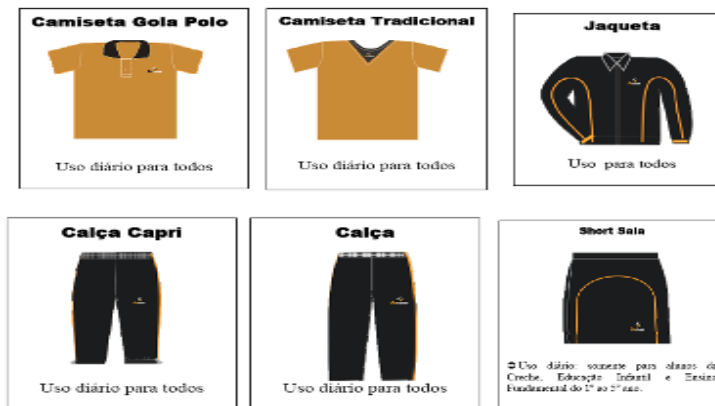 Camiseta Gola Polo
Uso diário para todos
Camiseta Tradicional
Uso diário para todos
Jaqueta
Uso para todos
Calça Capri
Uso diário para todos
Calça
Uso diário para todos
Short Saia
Uso diário: somente para alunos da
Creche, Educação Infantil e Ensino
Fundamental do 1º ao 5º ano.